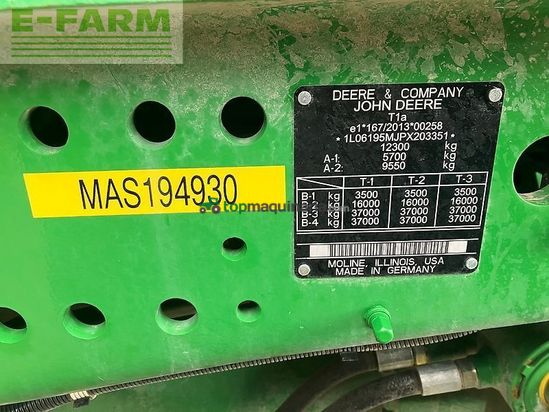 E-FARM
DEERE & COMPANY
JOHN DEERE
T1a
e1*167/2013*00258
*1L06195MJPX203351*
12300 kg
A-1: 5700 kg
A-2: 9550 kg
T-1 T-2 T-3
B-1 kg 3500 3500 3500
B-2 kg 16000 16000 16000
B-3 kg 37000 37000 37000
B-4 kg 37000 37000 37000
MOLINE, ILLINOIS, USA
MADE IN GERMANY
MAS194930